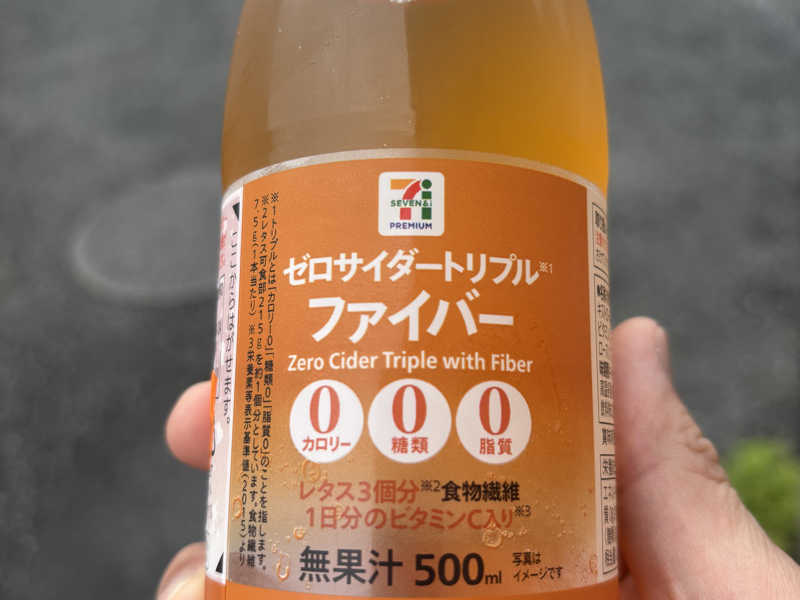 SEVEN&i
PREMIUM
ゼロサイダートリプル※1
ファイバー
Zero Cider Triple with Fiber
0
カロリー
0
糖類
0
脂質
レタス3個分※2食物繊維
1日分のビタミンC入り※3
無果汁 500ml
写真は
イメージです
※1トリプルとは「カロリー0」「糖類0」「脂質0」のことを指します。
※2レタス可食部215gを約1個分としています。食物繊維
7.5g(1本当たり) ※3栄養素等表示基準値(2015)より
ここからはがせます。